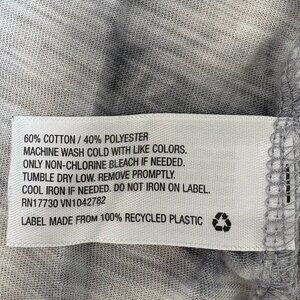 60% COTTON / 40% POLYESTER
MACHINE WASH COLD WITH LIKE COLORS.
ONLY NON-CHLORINE BLEACH IF NEEDED.
TUMBLE DRY LOW. REMOVE PROMPTLY.
COOL IRON IF NEEDED. DO NOT IRON ON LABEL.
RN17730 VN1042782
LABEL MADE FROM 100% RECYCLED PLASTIC